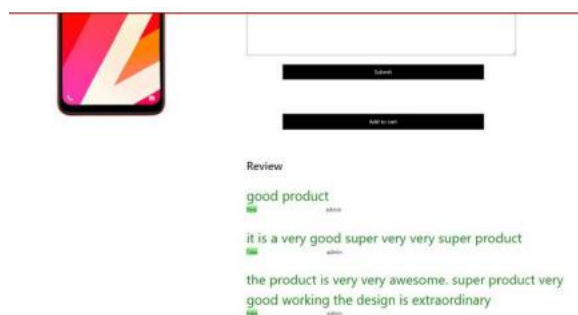 Submit
Add to cart
Review
good product
admin
it is a very good super very very super product
admin
the product is very very awesome. super product very
good working the design is extraordinary
admin